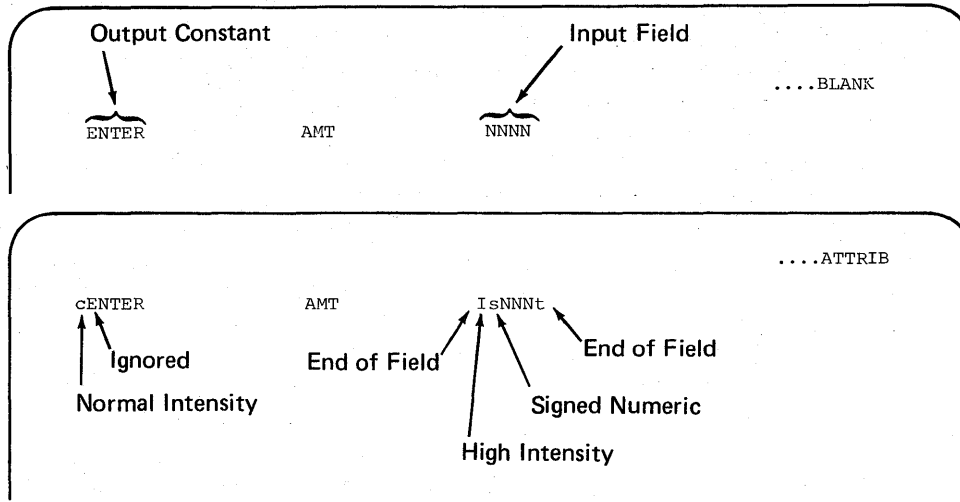 Output Constant
Input Field
....BLANK
ENTER AMT NNNN
....ATTRIB
cENTER AMT IsNNNt
Ignored
End of Field
End of Field
Normal Intensity
Signed Numeric
High Intensity